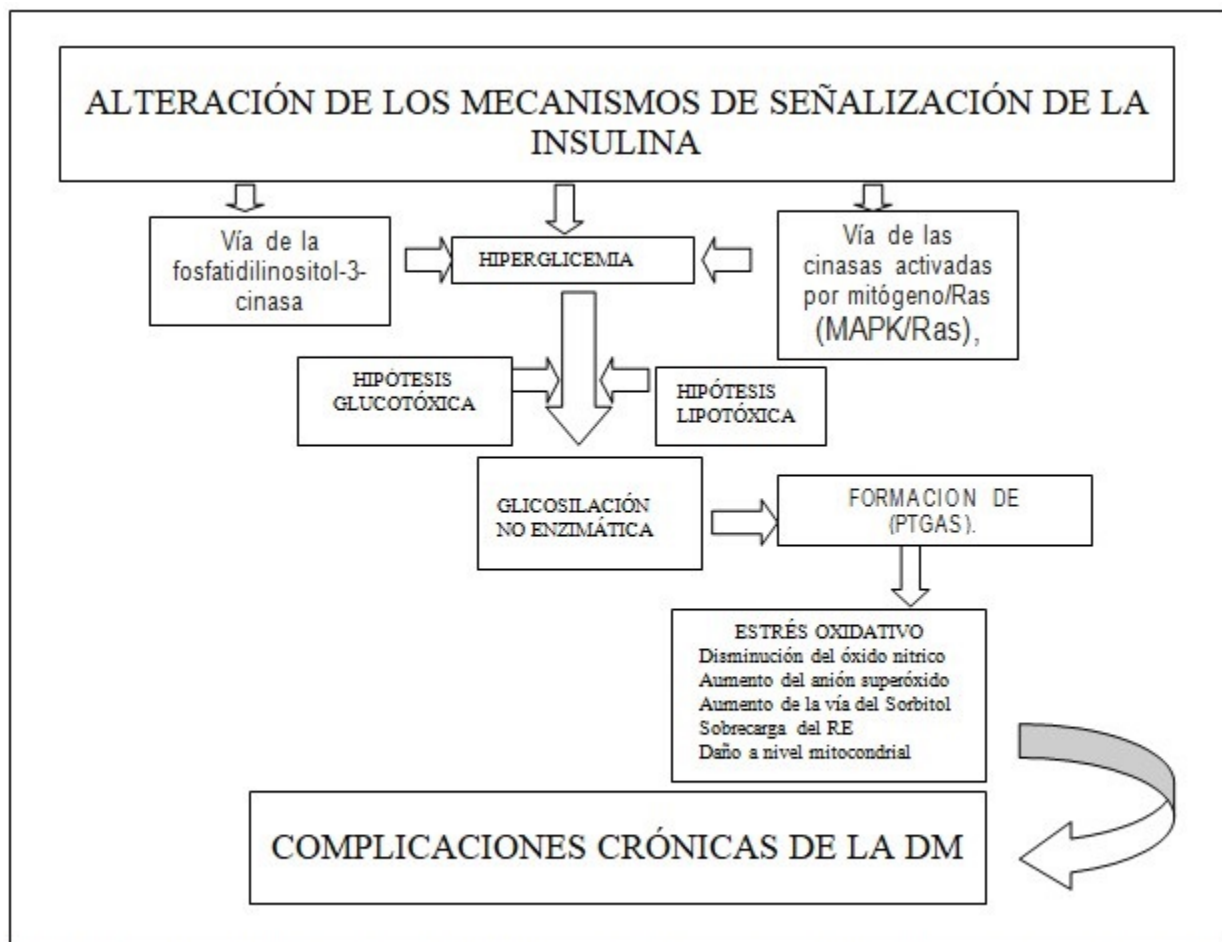 ALTERACIÓN DE LOS MECANISMOS DE SEÑALIZACIÓN DE LA
INSULINA
Vía de la
fosfatidilinositol-3-
cinasa
HIPERGLICEMIA
Vía de las
cinasas activadas
por mitógeno/Ras
(MAPK/Ras),
HIPÓTESIS
GLUCOTÓXICA
HIPÓTESIS
LIPOTÓXICA
GLICOSILACIÓN
NO ENZIMÁTICA
FORMACION DE
(PTGAS).
ESTRÉS OXIDATIVO
Disminución del óxido nitrico
Aumento del anión superóxido
Aumento de la vía del Sorbitol
Sobrecarga del RE
Daño a nivel mitocondrial
COMPLICACIONES CRÓNICAS DE LA DM